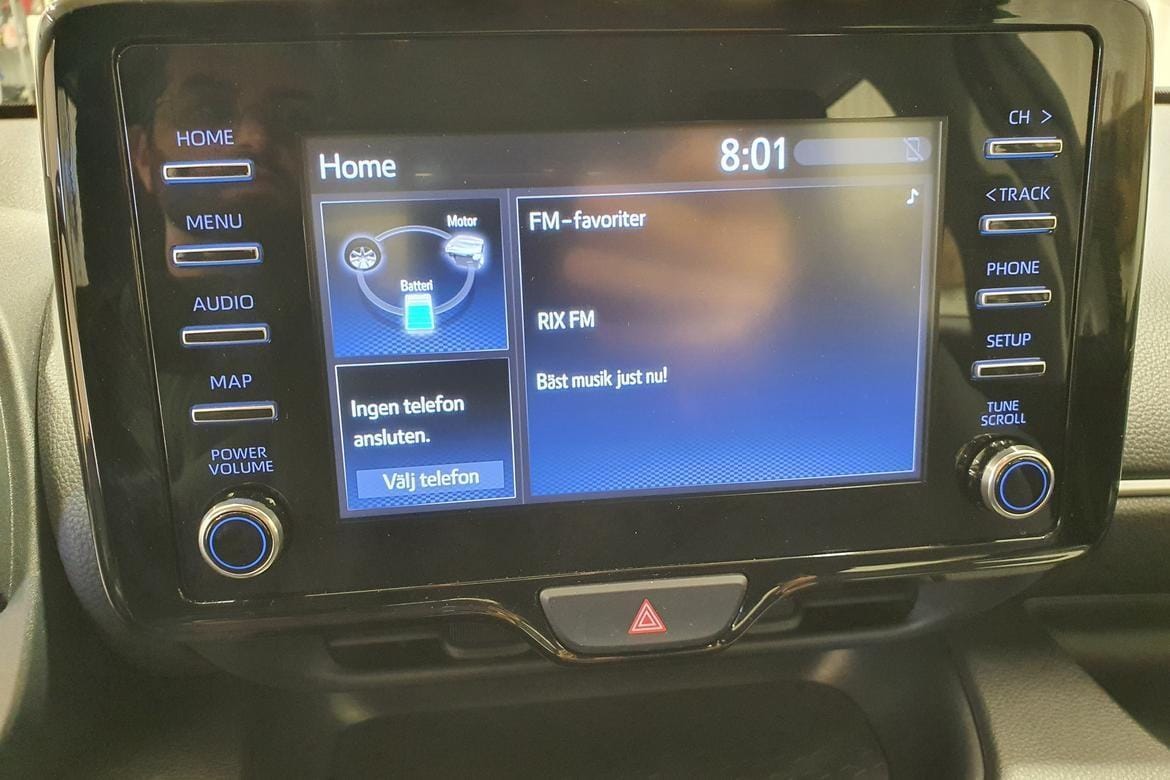 HOME
MENU
AUDIO
MAP
POWER
VOLUME
Home
8:01
Motor
Batteri
Ingen telefon
ansluten.
Välj telefon
FM-favoriter
RIX FM
Bäst musik just nu!
CH >
< TRACK
PHONE
SETUP
TUNE
SCROLL